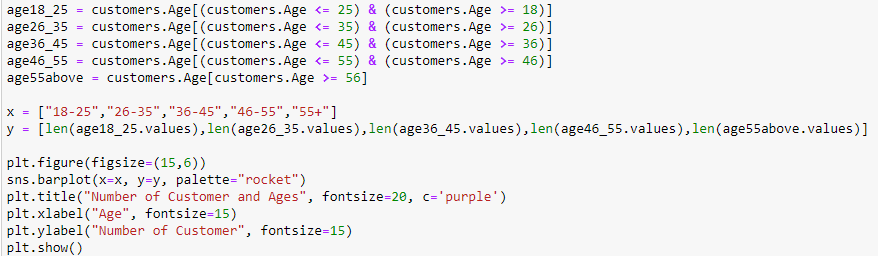 age18_25 = customers.Age[(customers.Age <= 25) & (customers.Age >= 18)]
age26_35 = customers.Age[(customers.Age <= 35) & (customers.Age >= 26)]
age36_45 = customers.Age[(customers.Age <= 45) & (customers.Age >= 36)]
age46_55 = customers.Age[(customers.Age <= 55) & (customers.Age >= 46)]
age55above = customers.Age[customers.Age >= 56]
x = ["18-25","26-35","36-45","46-55","55+"]
y = [len(age18_25.values),len(age26_35.values),len(age36_45.values),len(age46_55.values),len(age55above.values)]
plt.figure(figsize=(15,6))
sns.barplot(x=x, y=y, palette="rocket")
plt.title("Number of Customer and Ages", fontsize=20, c='purple')
plt.xlabel("Age", fontsize=15)
plt.ylabel("Number of Customer", fontsize=15)
plt.show()